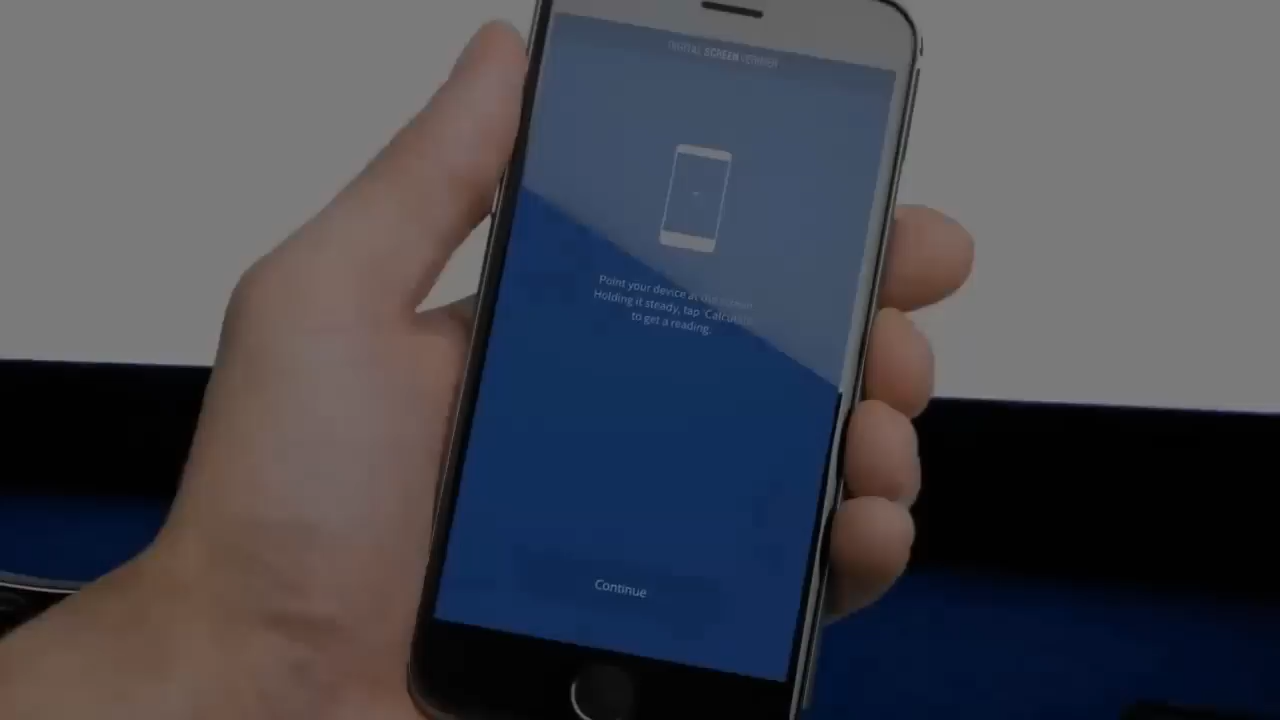 DIGITAL SCREEN VERIFIER
Point your device at the screen.
Holding it steady, tap 'Calculate'
to get a reading.
Continue